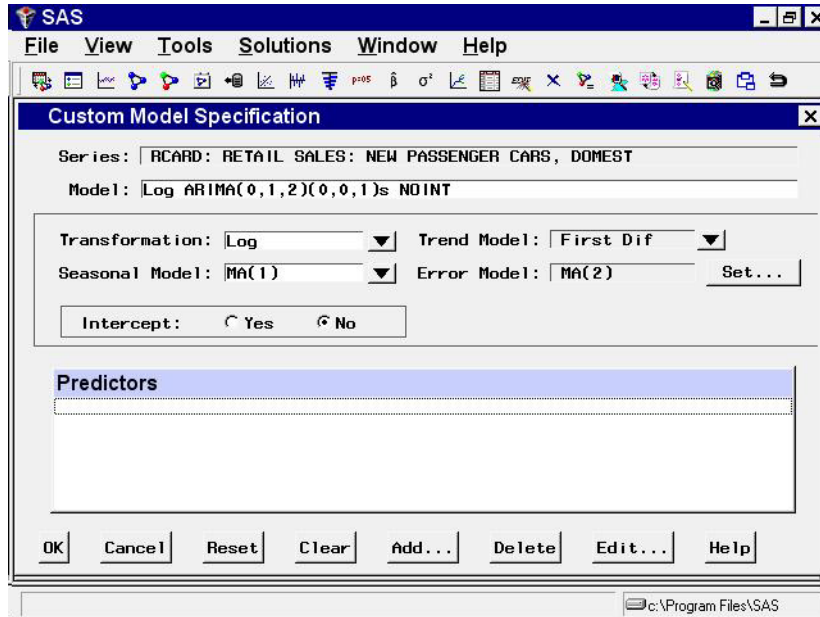 SAS
File View Tools Solutions Window Help
P=05 β̂ σ²
Custom Model Specification
Series: RCARD: RETAIL SALES: NEW PASSENGER CARS, DOMEST
Model: Log ARIMA(0,1,2)(0,0,1)s NOINT
Transformation: Log Trend Model: First Dif
Seasonal Model: MA(1) Error Model: MA(2) Set...
Intercept: Yes No
Predictors
OK Cancel Reset Clear Add... Delete Edit... Help
c:\Program Files\SAS